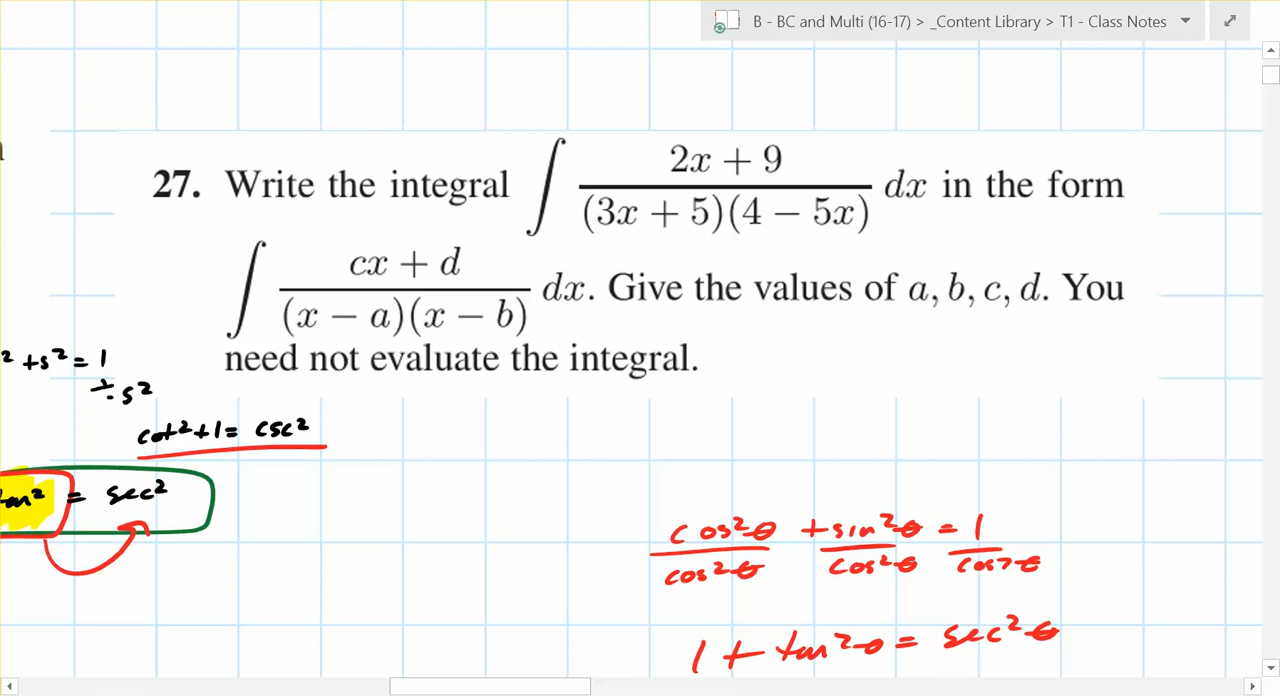 B - BC and Multi (16-17) > _Content Library > T1 - Class Notes
27. Write the integral ∫ (2x + 9)/((3x + 5)(4 − 5x)) dx in the form
∫ (cx + d)/((x − a)(x − b)) dx. Give the values of a, b, c, d. You
need not evaluate the integral.
² + s² = 1
÷ s²
cot² + 1 = csc²
tan² = sec²
cos²θ/cos²θ + sin²θ/cos²θ = 1/cos²θ
1 + tan²θ = sec²θ